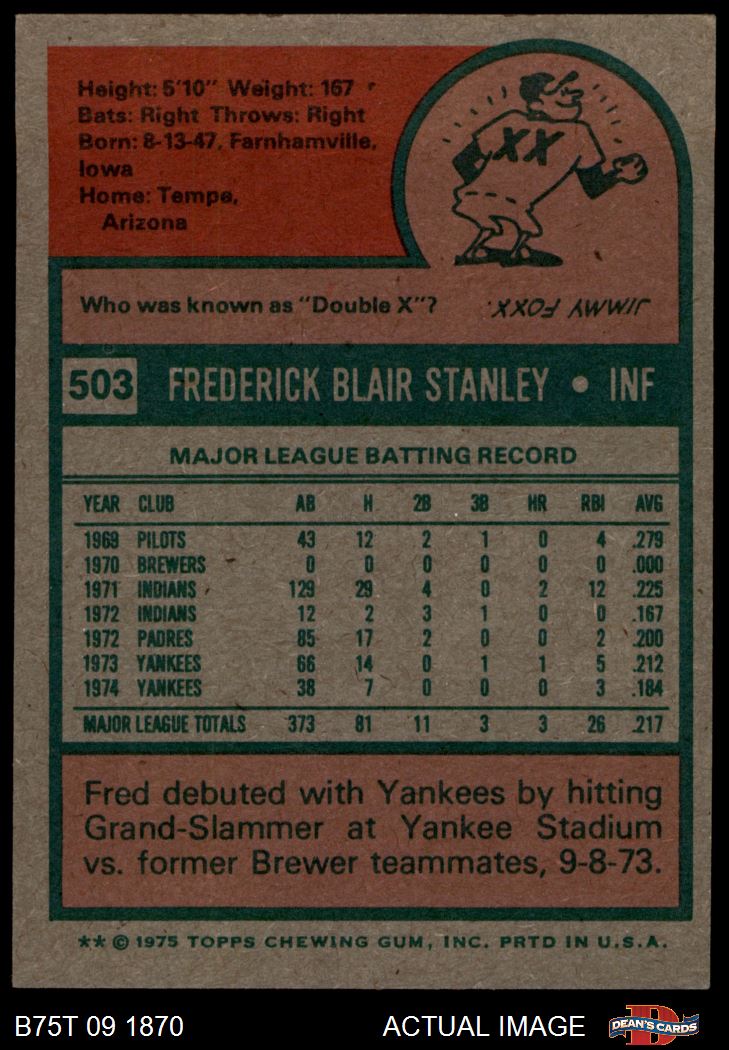 Height: 5'10" Weight: 167
Bats: Right Throws: Right
Born: 8-13-47, Farnhamville,
Iowa
Home: Tempe,
Arizona
XX
Who was known as "Double X"?
JIMMY FOXX.
503 FREDERICK BLAIR STANLEY • INF
MAJOR LEAGUE BATTING RECORD
YEAR CLUB AB H 2B 3B HR RBI AVG
1969 PILOTS 43 12 2 1 0 4 .279
1970 BREWERS 0 0 0 0 0 0 .000
1971 INDIANS 129 29 4 0 2 12 .225
1972 INDIANS 12 2 3 1 0 0 .167
1972 PADRES 85 17 2 0 0 2 .200
1973 YANKEES 66 14 0 1 1 5 .212
1974 YANKEES 38 7 0 0 0 3 .184
MAJOR LEAGUE TOTALS 373 81 11 3 3 26 .217
Fred debuted with Yankees by hitting
Grand-Slammer at Yankee Stadium
vs. former Brewer teammates, 9-8-73.
** © 1975 TOPPS CHEWING GUM, INC. PRTD IN U.S.A.
B75T 09 1870 ACTUAL IMAGE DEAN'S CARDS